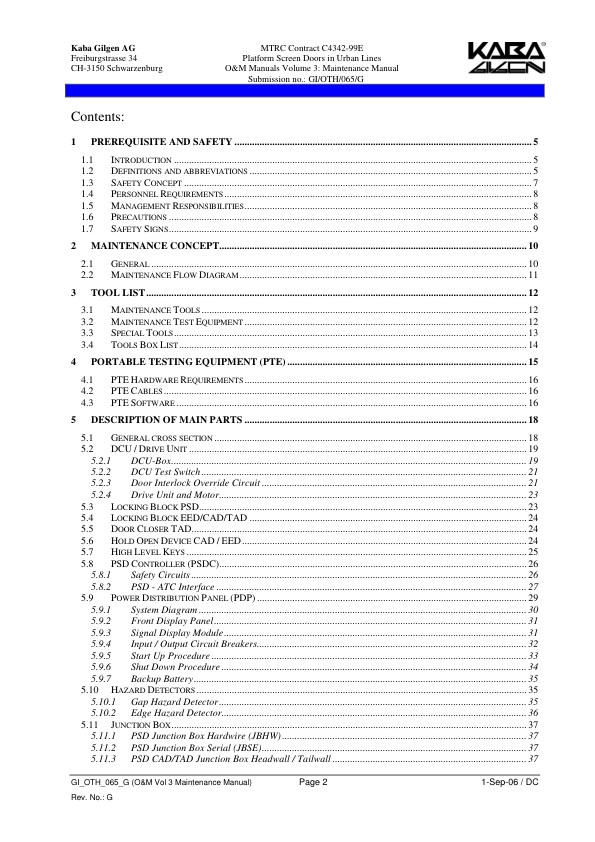 Kaba Gilgen AG
Freiburgstrasse 34
CH-3150 Schwarzenburg
MTRC Contract C4342-99E
Platform Screen Doors in Urban Lines
O&M Manuals Volume 3: Maintenance Manual
Submission no.: GI/OTH/065/G
KABA®
GILGEN
Contents:
1 PREREQUISITE AND SAFETY 5
1.1 INTRODUCTION 5
1.2 DEFINITIONS AND ABBREVIATIONS 5
1.3 SAFETY CONCEPT 7
1.4 PERSONNEL REQUIREMENTS 8
1.5 MANAGEMENT RESPONSIBILITIES 8
1.6 PRECAUTIONS 8
1.7 SAFETY SIGNS 9
2 MAINTENANCE CONCEPT 10
2.1 GENERAL 10
2.2 MAINTENANCE FLOW DIAGRAM 11
3 TOOL LIST 12
3.1 MAINTENANCE TOOLS 12
3.2 MAINTENANCE TEST EQUIPMENT 12
3.3 SPECIAL TOOLS 13
3.4 TOOLS BOX LIST 14
4 PORTABLE TESTING EQUIPMENT (PTE) 15
4.1 PTE HARDWARE REQUIREMENTS 16
4.2 PTE CABLES 16
4.3 PTE SOFTWARE 16
5 DESCRIPTION OF MAIN PARTS 18
5.1 GENERAL CROSS SECTION 18
5.2 DCU / DRIVE UNIT 19
5.2.1 DCU-Box 19
5.2.2 DCU Test Switch 21
5.2.3 Door Interlock Override Circuit 21
5.2.4 Drive Unit and Motor 23
5.3 LOCKING BLOCK PSD 23
5.4 LOCKING BLOCK EED/CAD/TAD 24
5.5 DOOR CLOSER TAD 24
5.6 HOLD OPEN DEVICE CAD / EED 24
5.7 HIGH LEVEL KEYS 25
5.8 PSD CONTROLLER (PSDC) 26
5.8.1 Safety Circuits 26
5.8.2 PSD - ATC Interface 27
5.9 POWER DISTRIBUTION PANEL (PDP) 29
5.9.1 System Diagram 30
5.9.2 Front Display Panel 31
5.9.3 Signal Display Module 31
5.9.4 Input / Output Circuit Breakers 32
5.9.5 Start Up Procedure 33
5.9.6 Shut Down Procedure 34
5.9.7 Backup Battery 35
5.10 HAZARD DETECTORS 35
5.10.1 Gap Hazard Detector 35
5.10.2 Edge Hazard Detector 36
5.11 JUNCTION BOX 37
5.11.1 PSD Junction Box Hardwire (JBHW) 37
5.11.2 PSD Junction Box Serial (JBSE) 37
5.11.3 PSD CAD/TAD Junction Box Headwall / Tailwall 37
GI_OTH_065_G (O&M Vol 3 Maintenance Manual) Page 2 1-Sep-06 / DC
Rev. No.: G